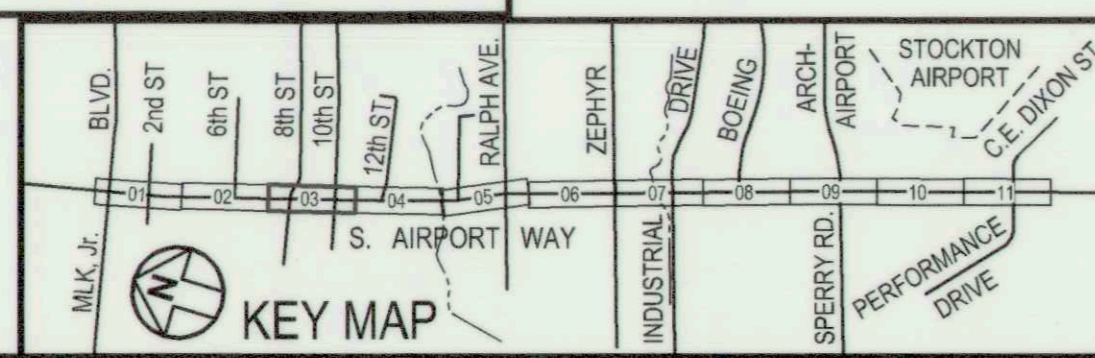 BLVD.
2nd ST
6th ST
8th ST
10th ST
12th ST
RALPH AVE.
ZEPHYR
DRIVE
BOEING
ARCH-
AIRPORT
STOCKTON
AIRPORT
C.E. DIXON ST
01
02
03
04
05
06
07
08
09
10
11
MLK, Jr.
S. AIRPORT WAY
INDUSTRIAL
SPERRY RD.
PERFORMANCE
DRIVE
N
KEY MAP